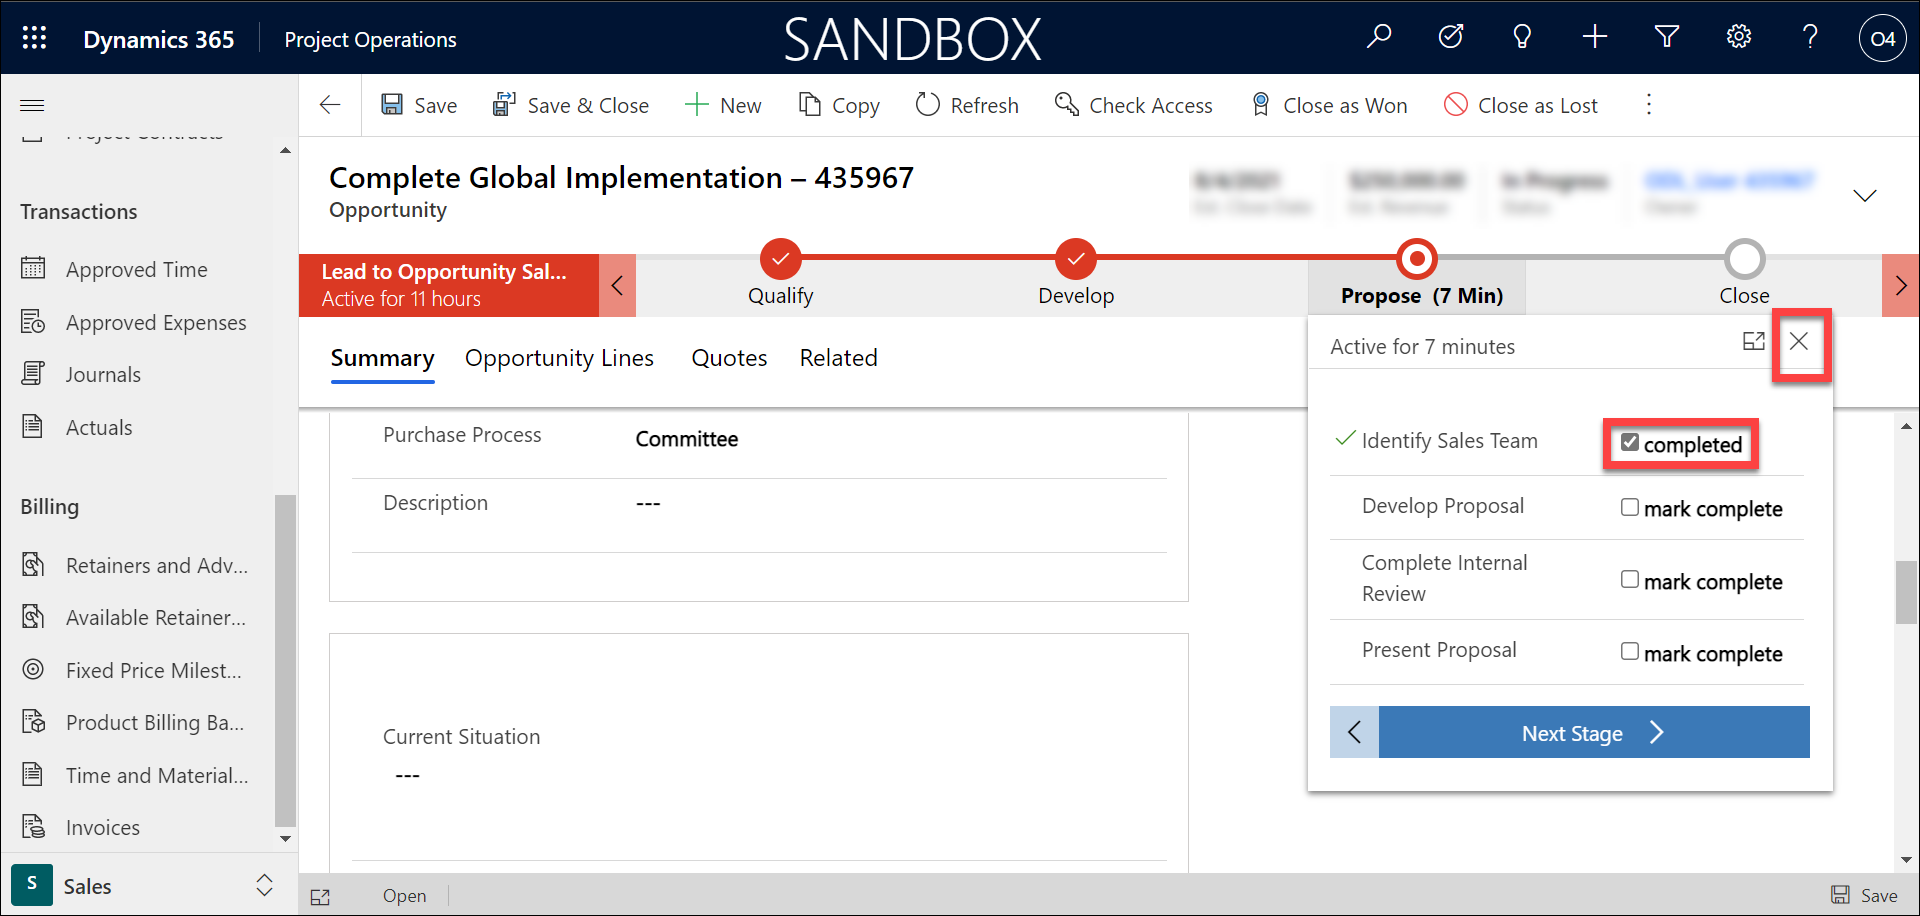 Dynamics 365
Project Operations
SANDBOX
O4
Save
Save & Close
New
Copy
Refresh
Check Access
Close as Won
Close as Lost
Project Contracts
Transactions
Approved Time
Approved Expenses
Journals
Actuals
Billing
Retainers and Adv...
Available Retainer...
Fixed Price Milest...
Product Billing Ba...
Time and Material...
Invoices
S
Sales
Complete Global Implementation – 435967
Opportunity
Lead to Opportunity Sal...
Active for 11 hours
Qualify
Develop
Propose (7 Min)
Close
Summary
Opportunity Lines
Quotes
Related
Purchase Process
Committee
Description
---
Current Situation
---
Active for 7 minutes
Identify Sales Team
completed
Develop Proposal
mark complete
Complete Internal
Review
mark complete
Present Proposal
mark complete
Next Stage
Open
Save